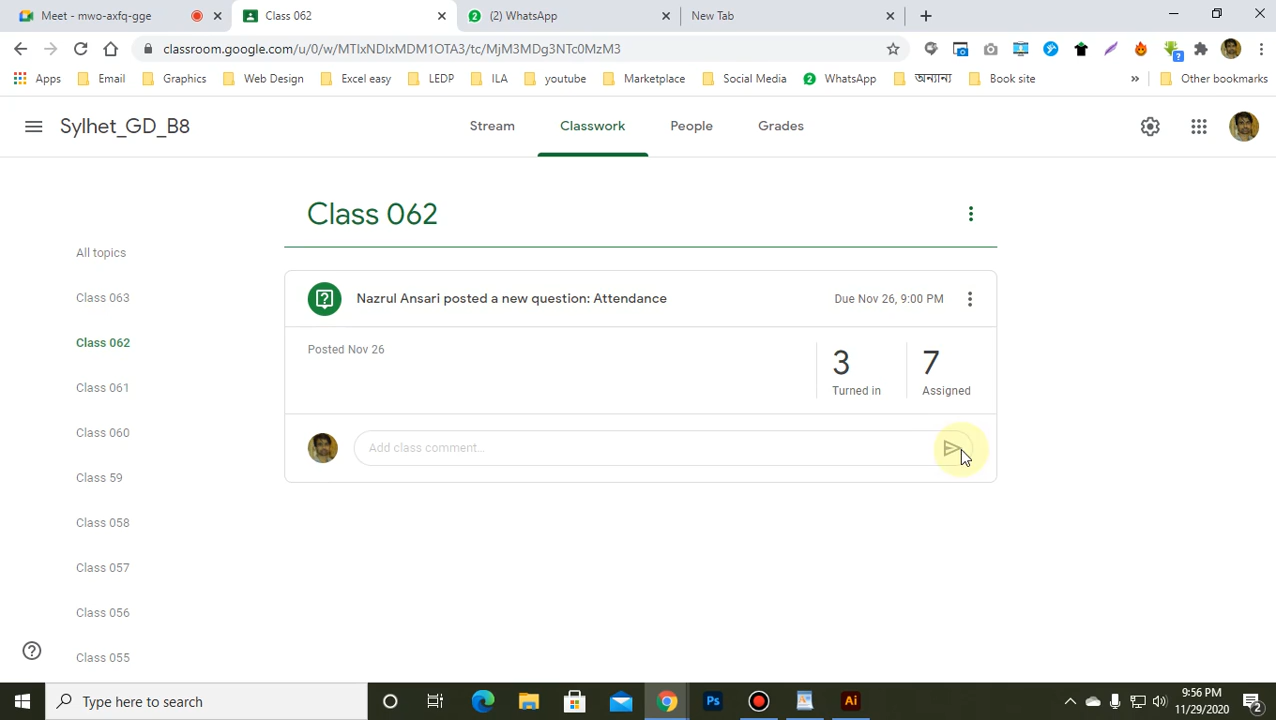 Meet - mwo-axfq-gge
Class 062
(2) WhatsApp
New Tab
classroom.google.com/u/0/w/MTIxNDIxMDM1OTA3/tc/MjM3MDg3NTc0MzM3
Apps
Email
Graphics
Web Design
Excel easy
LEDP
ILA
youtube
Marketplace
Social Media
2 WhatsApp
অন্যান্য
Book site
»
Other bookmarks
Sylhet_GD_B8
Stream
Classwork
People
Grades
Class 062
All topics
Class 063
Class 062
Class 061
Class 060
Class 59
Class 058
Class 057
Class 056
Class 055
Nazrul Ansari posted a new question: Attendance
Due Nov 26, 9:00 PM
Posted Nov 26
3
Turned in
7
Assigned
Add class comment...
Type here to search
Ps
Ai
9:56 PM
11/29/2020
2